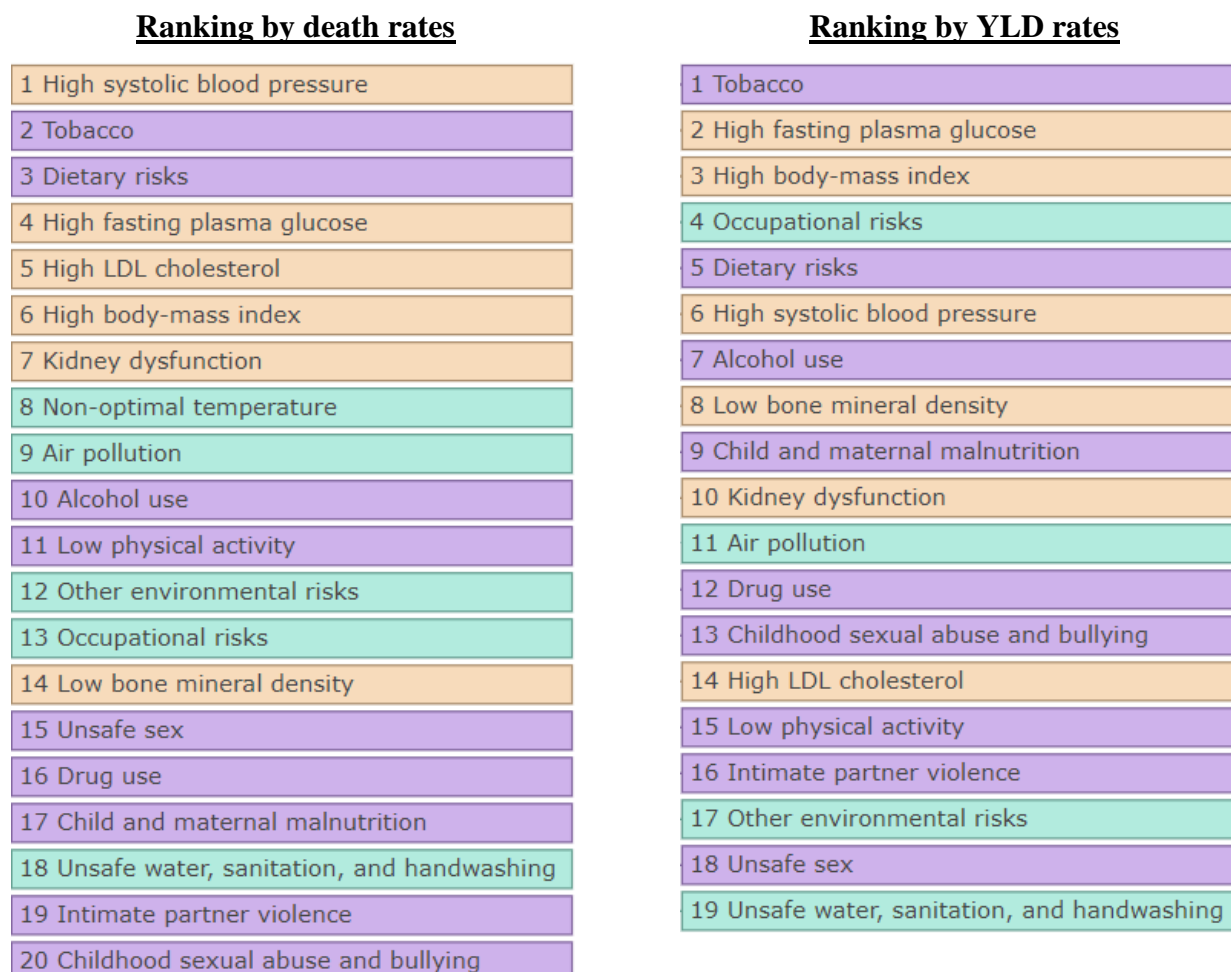 Ranking by death rates
1 High systolic blood pressure
2 Tobacco
3 Dietary risks
4 High fasting plasma glucose
5 High LDL cholesterol
6 High body-mass index
7 Kidney dysfunction
8 Non-optimal temperature
9 Air pollution
10 Alcohol use
11 Low physical activity
12 Other environmental risks
13 Occupational risks
14 Low bone mineral density
15 Unsafe sex
16 Drug use
17 Child and maternal malnutrition
18 Unsafe water, sanitation, and handwashing
19 Intimate partner violence
20 Childhood sexual abuse and bullying
Ranking by YLD rates
1 Tobacco
2 High fasting plasma glucose
3 High body-mass index
4 Occupational risks
5 Dietary risks
6 High systolic blood pressure
7 Alcohol use
8 Low bone mineral density
9 Child and maternal malnutrition
10 Kidney dysfunction
11 Air pollution
12 Drug use
13 Childhood sexual abuse and bullying
14 High LDL cholesterol
15 Low physical activity
16 Intimate partner violence
17 Other environmental risks
18 Unsafe sex
19 Unsafe water, sanitation, and handwashing